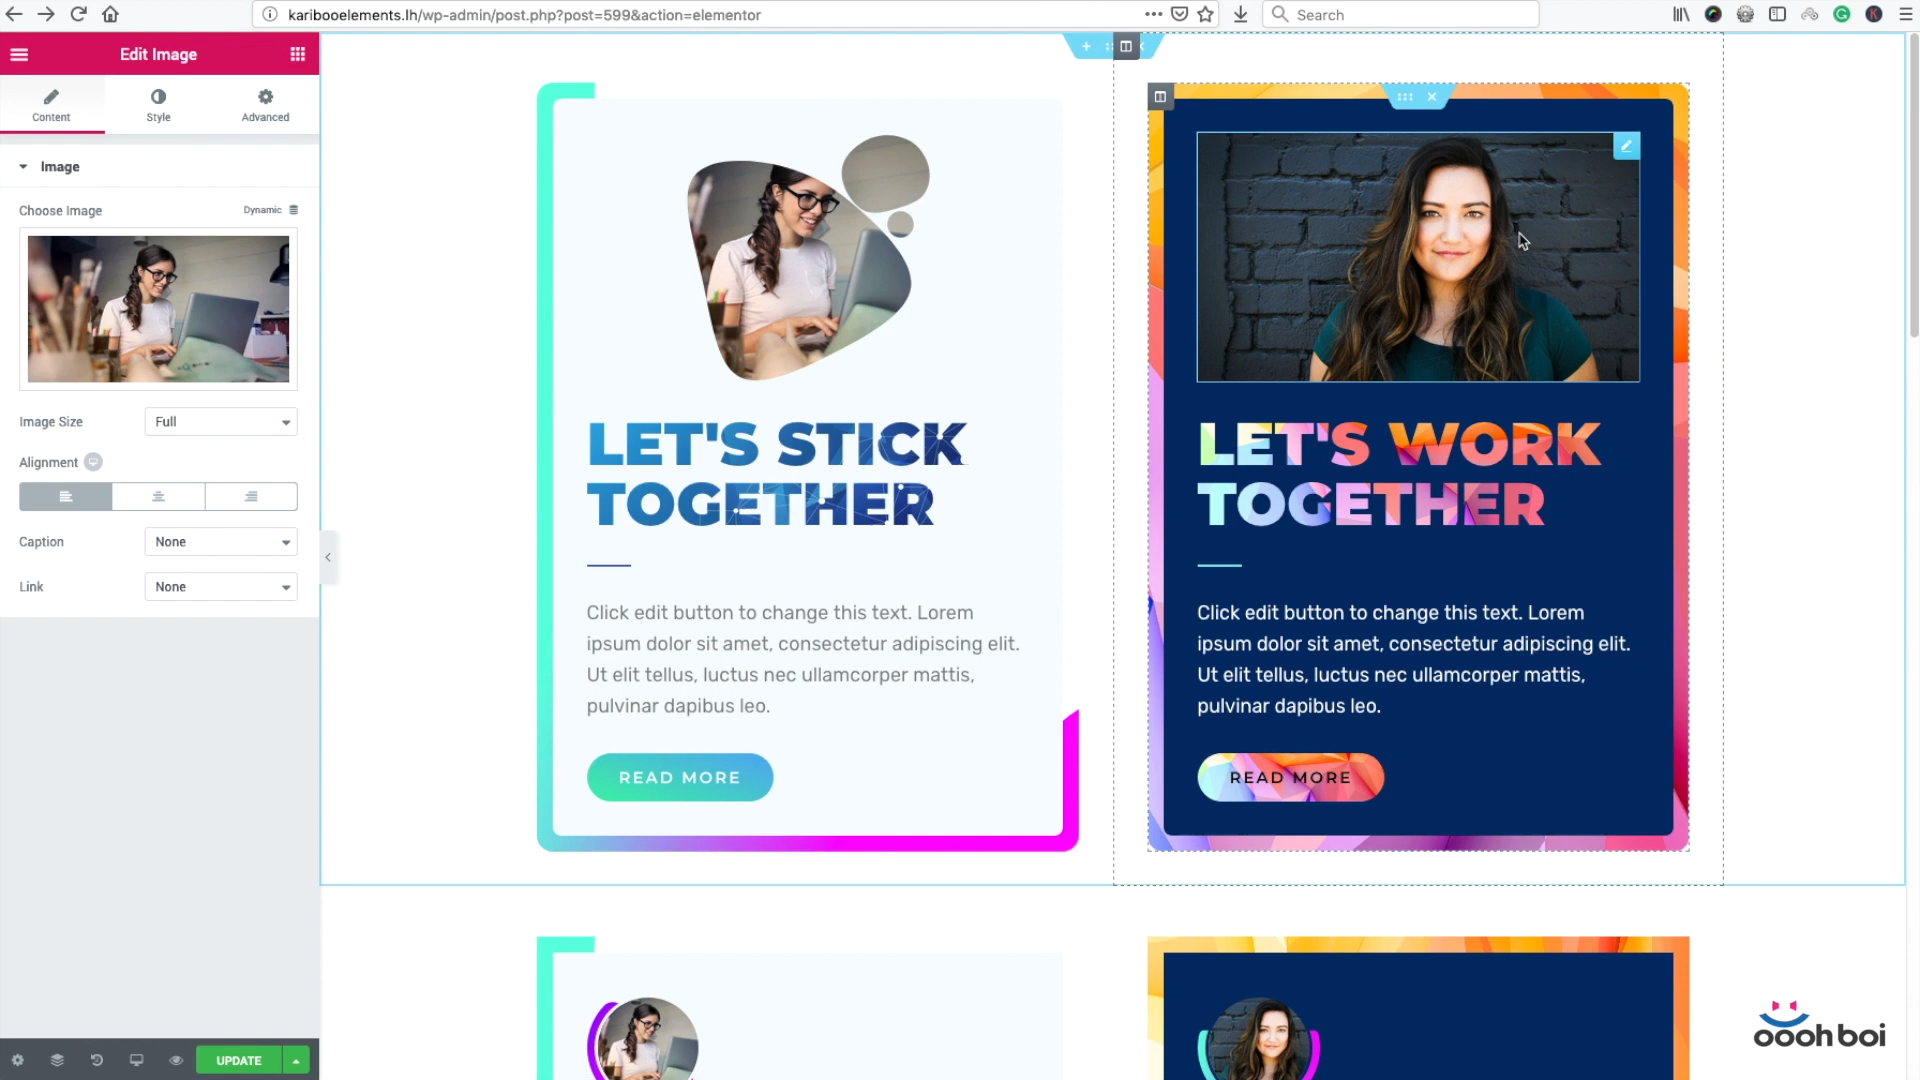 karibooelements.lh/wp-admin/post.php?post=599&action=elementor
Search
Edit Image
Content
Style
Advanced
Image
Choose Image
Dynamic
Image Size
Full
Alignment
Caption
None
Link
None
UPDATE
LET'S STICK
TOGETHER
Click edit button to change this text. Lorem
ipsum dolor sit amet, consectetur adipiscing elit.
Ut elit tellus, luctus nec ullamcorper mattis,
pulvinar dapibus leo.
READ MORE
LET'S WORK
TOGETHER
Click edit button to change this text. Lorem
ipsum dolor sit amet, consectetur adipiscing elit.
Ut elit tellus, luctus nec ullamcorper mattis,
pulvinar dapibus leo.
READ MORE
oooh boi